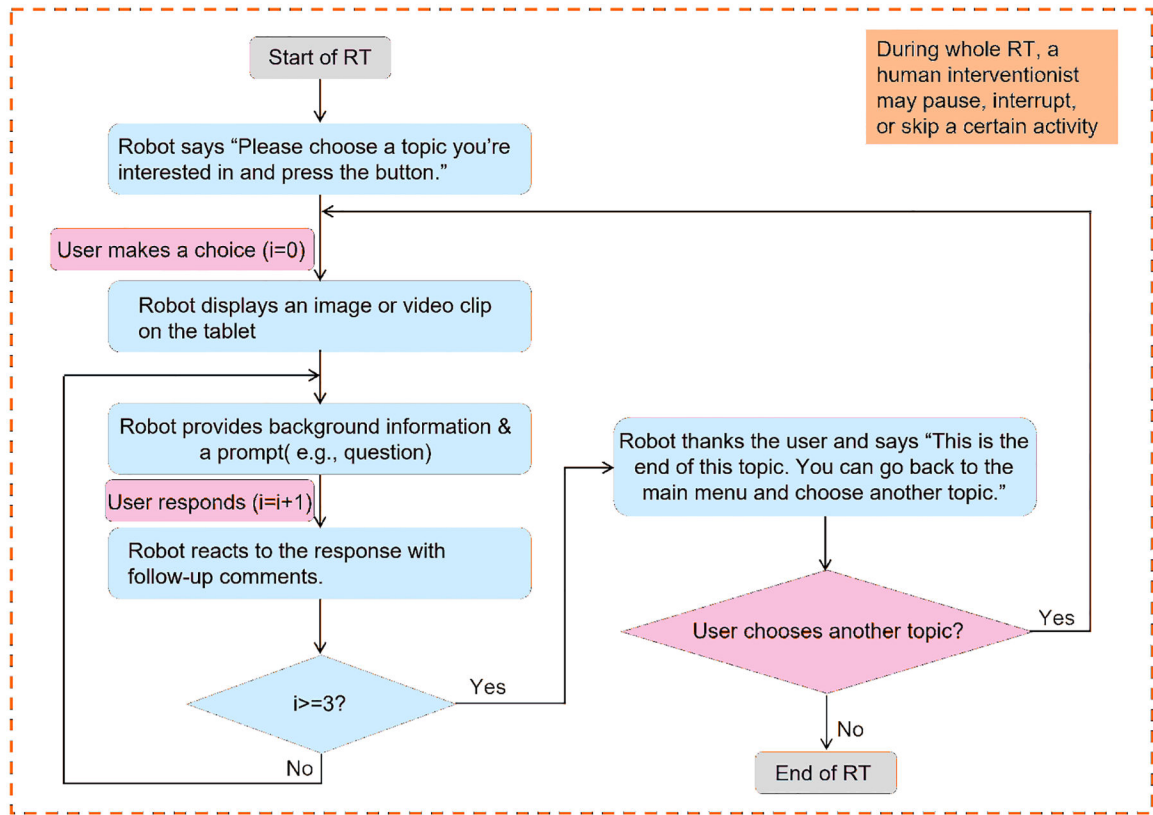 Start of RT
During whole RT, a
human interventionist
may pause, interrupt,
or skip a certain activity
Robot says “Please choose a topic you’re
interested in and press the button.”
User makes a choice (i=0)
Robot displays an image or video clip
on the tablet
Robot provides background information &
a prompt( e.g., question)
User responds (i=i+1)
Robot reacts to the response with
follow-up comments.
i>=3?
Yes
No
Robot thanks the user and says “This is the
end of this topic. You can go back to the
main menu and choose another topic.”
User chooses another topic?
Yes
No
End of RT